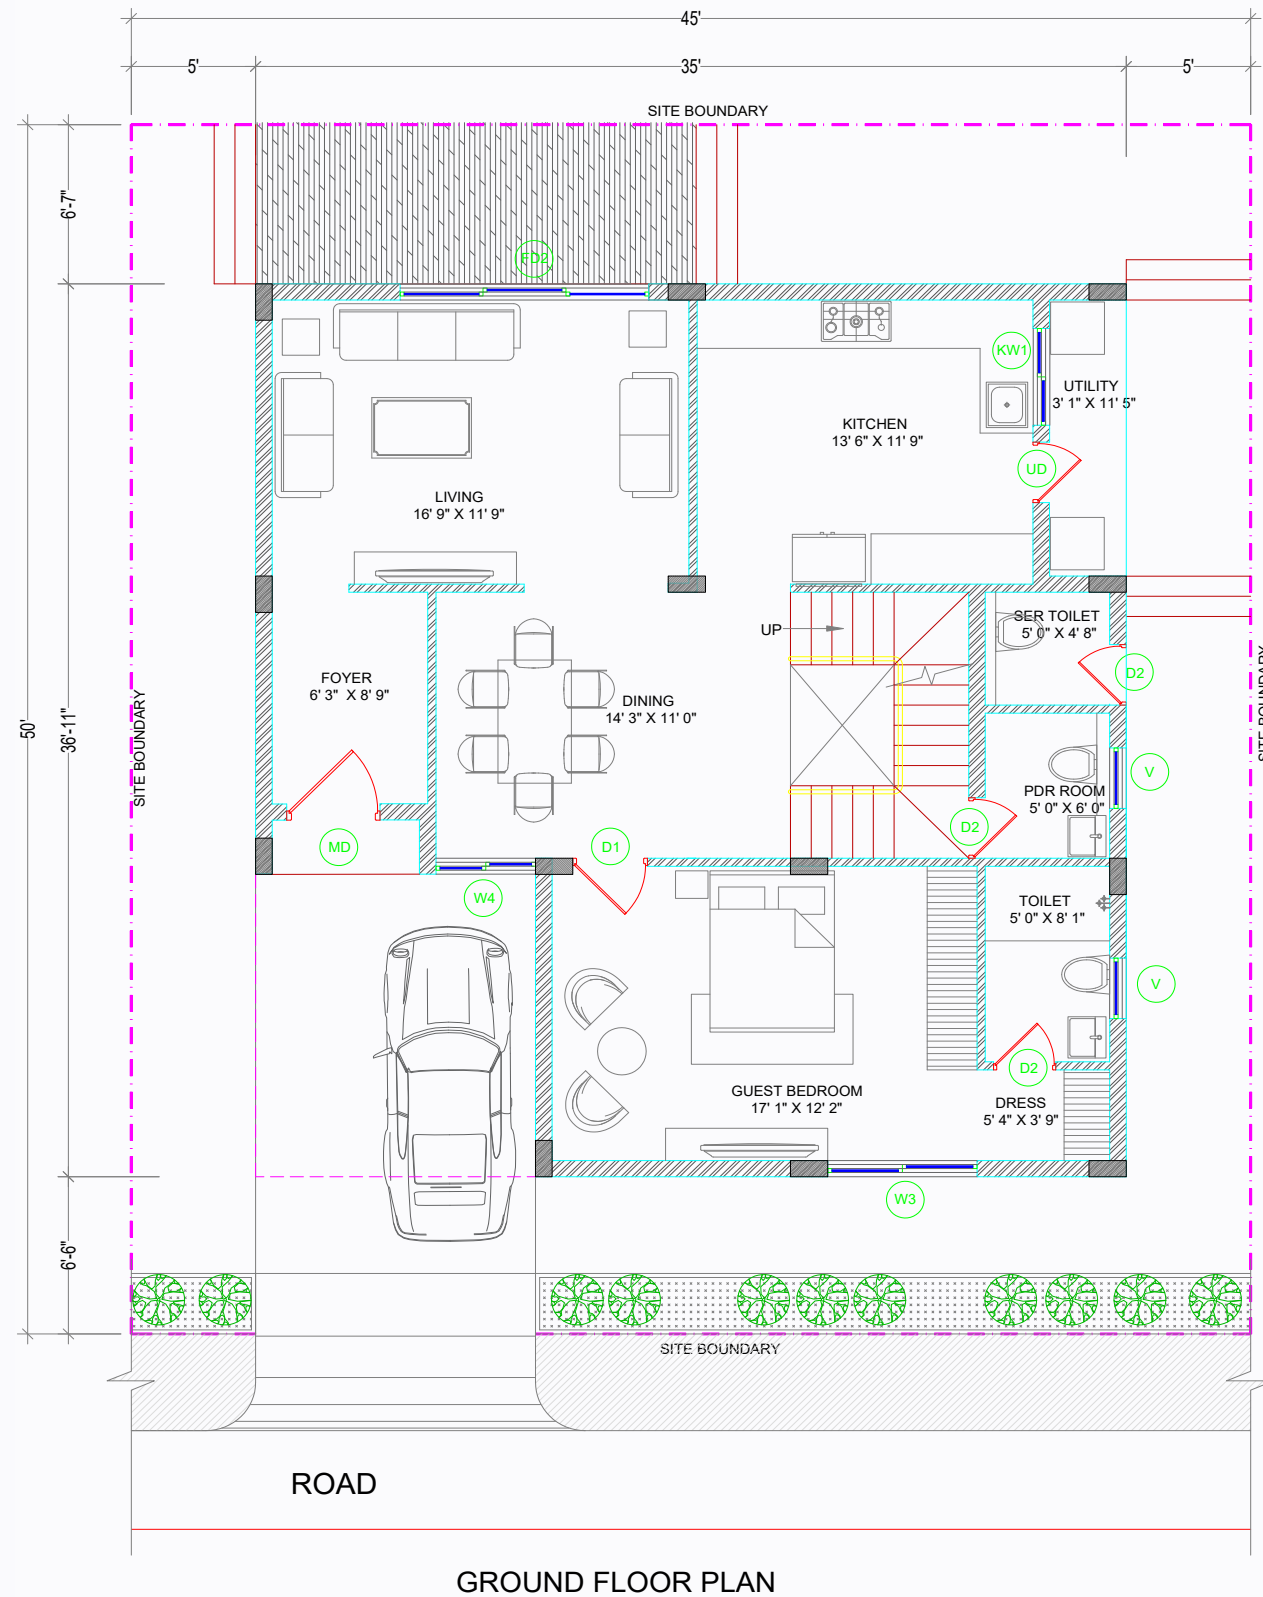 45'
5'
35'
5'
SITE BOUNDARY
6'-7"
FD2
KW1
UTILITY
3' 1" X 11' 5"
KITCHEN
13' 6" X 11' 9"
UD
LIVING
16' 9" X 11' 9"
UP
SER TOILET
5' 0" X 4' 8"
D2
FOYER
6' 3" X 8' 9"
DINING
14' 3" X 11' 0"
50'
36'-11"
SITE BOUNDARY
SITE BOUNDARY
V
PDR ROOM
5' 0" X 6' 0"
D2
MD
D1
W4
TOILET
5' 0" X 8' 1"
V
D2
GUEST BEDROOM
17' 1" X 12' 2"
DRESS
5' 4" X 3' 9"
W3
6'-6"
SITE BOUNDARY
ROAD
GROUND FLOOR PLAN